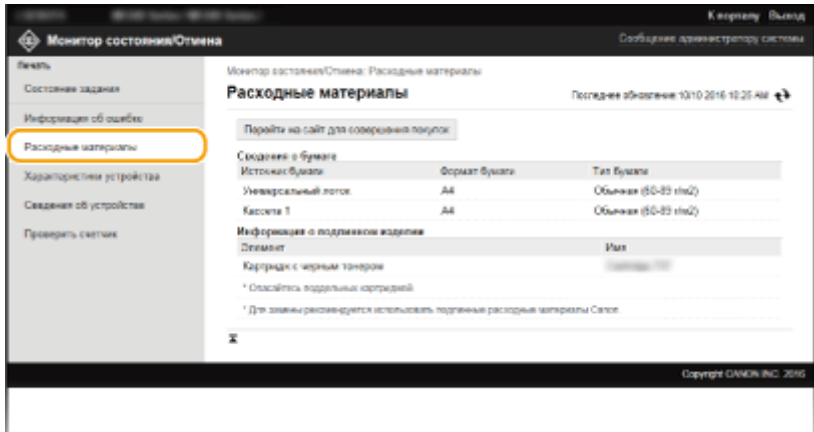 К порталу Выход
Монитор состояния/Отмена
Сообщение администратору системы
Печать
Состояние задания
Информация об ошибке
Расходные материалы
Характеристики устройства
Сведения об устройстве
Проверить счетчик
Монитор состояния/Отмена: Расходные материалы
Расходные материалы
Последнее обновление: 10/10 2016 10:25 AM
Перейти на сайт для совершения покупок
Сведения о бумаге
Источник бумаги Формат бумаги Тип бумаги
Универсальный лоток A4 Обычная (60-89 г/м2)
Кассета 1 A4 Обычная (60-89 г/м2)
Информация о подлинном изделии
Элемент Имя
Картридж с черным тонером
* Опасайтесь поддельных картриджей.
* Для замены рекомендуется использовать подлинные расходные материалы Canon.
Copyright CANON INC. 2016